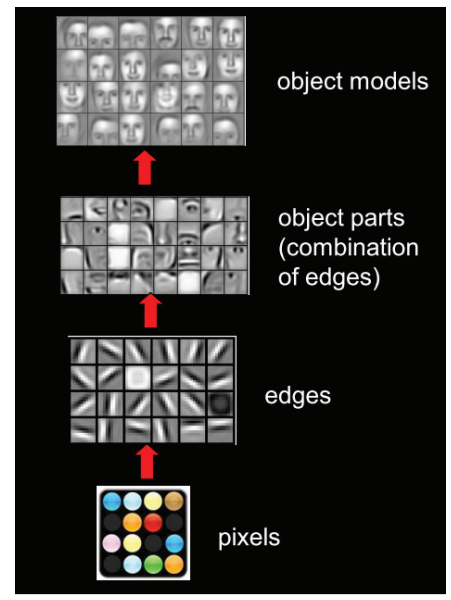 object models
object parts
(combination
of edges)
edges
pixels